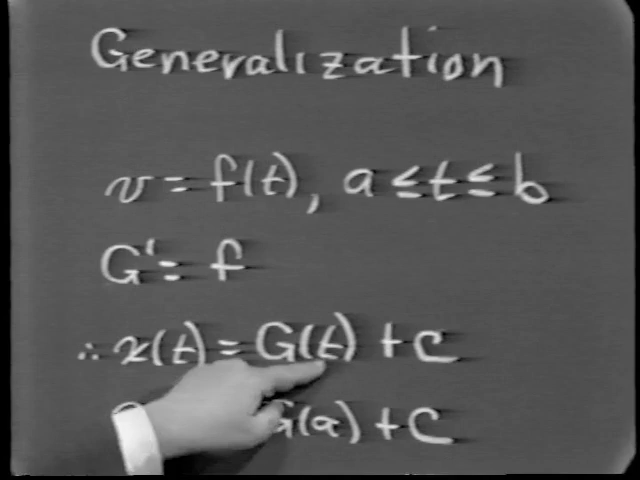 Generalization
v = f(t), a ≤ t ≤ b
G' = f
∴ x(t) = G(t) + C
G(a) + C